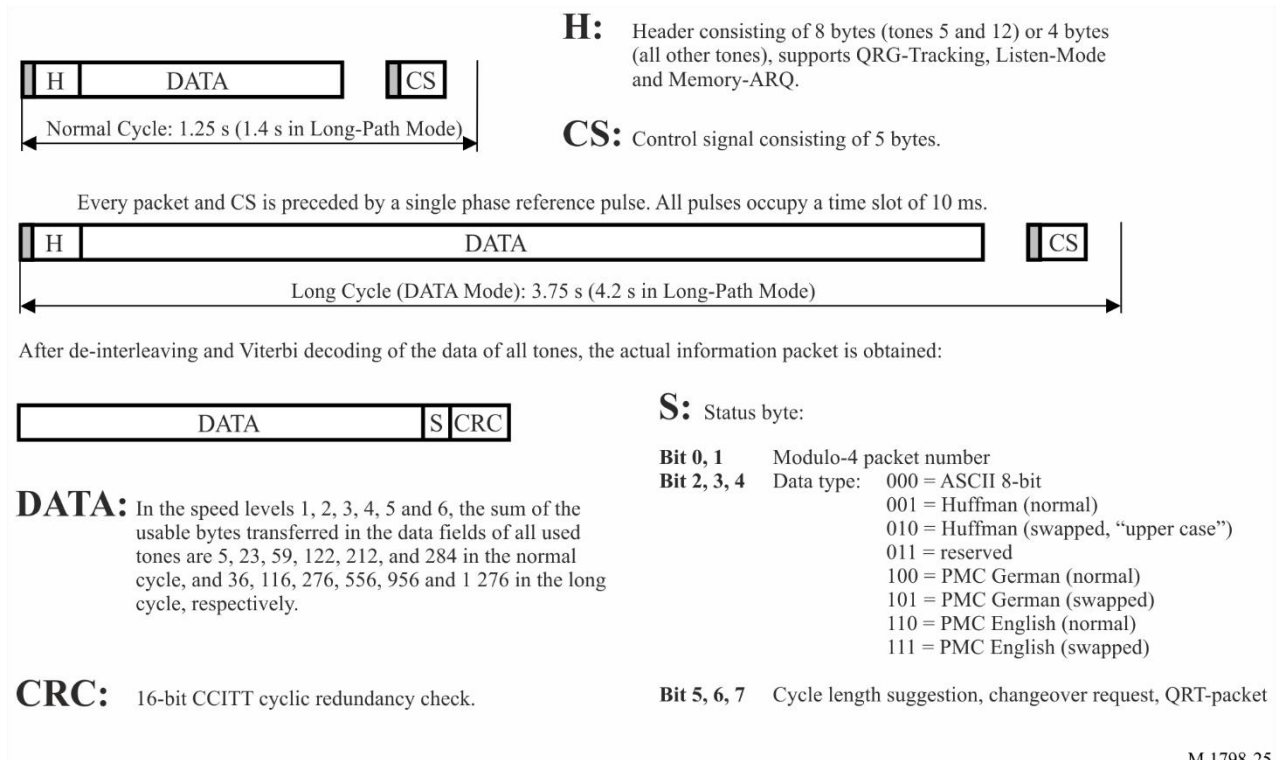 H: Header consisting of 8 bytes (tones 5 and 12) or 4 bytes
(all other tones), supports QRG-Tracking, Listen-Mode
and Memory-ARQ.
H DATA CS
Normal Cycle: 1.25 s (1.4 s in Long-Path Mode)
CS: Control signal consisting of 5 bytes.
Every packet and CS is preceded by a single phase reference pulse. All pulses occupy a time slot of 10 ms.
H DATA CS
Long Cycle (DATA Mode): 3.75 s (4.2 s in Long-Path Mode)
After de-interleaving and Viterbi decoding of the data of all tones, the actual information packet is obtained:
DATA S CRC
DATA: In the speed levels 1, 2, 3, 4, 5 and 6, the sum of the
usable bytes transferred in the data fields of all used
tones are 5, 23, 59, 122, 212, and 284 in the normal
cycle, and 36, 116, 276, 556, 956 and 1 276 in the long
cycle, respectively.
CRC: 16-bit CCITT cyclic redundancy check.
S: Status byte:
Bit 0, 1 Modulo-4 packet number
Bit 2, 3, 4 Data type: 000 = ASCII 8-bit
001 = Huffman (normal)
010 = Huffman (swapped, “upper case”)
011 = reserved
100 = PMC German (normal)
101 = PMC German (swapped)
110 = PMC English (normal)
111 = PMC English (swapped)
Bit 5, 6, 7 Cycle length suggestion, changeover request, QRT-packet
M.1798-25